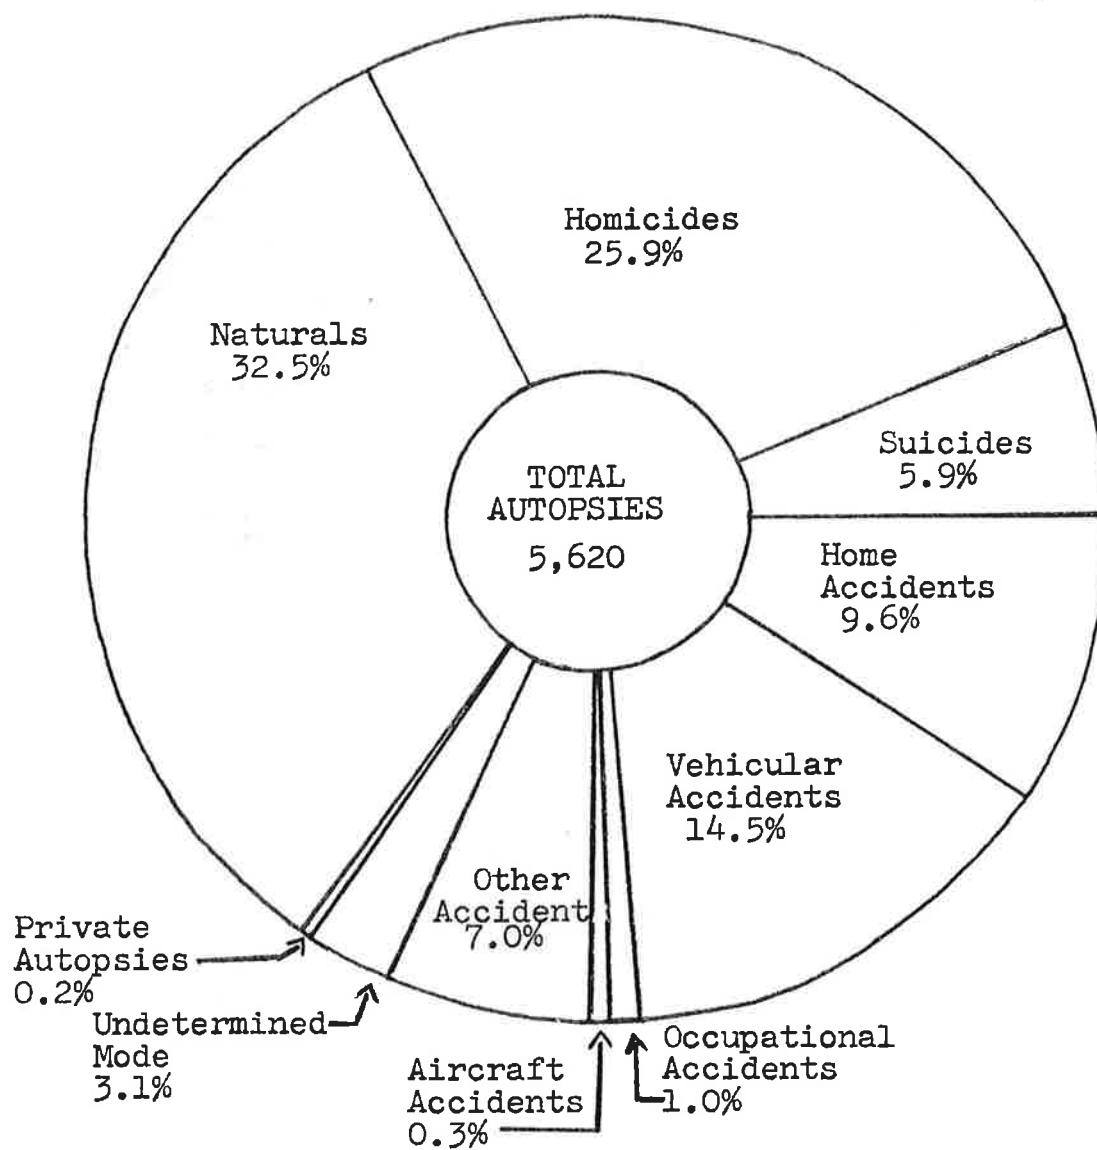 Homicides
25.9%
Naturals
32.5%
Suicides
5.9%
TOTAL
AUTOPSIES
5,620
Home
Accidents
9.6%
Vehicular
Accidents
14.5%
Other
Accident
7.0%
Private
Autopsies
0.2%
Undetermined
Mode
3.1%
Aircraft
Accidents
0.3%
Occupational
Accidents
1.0%